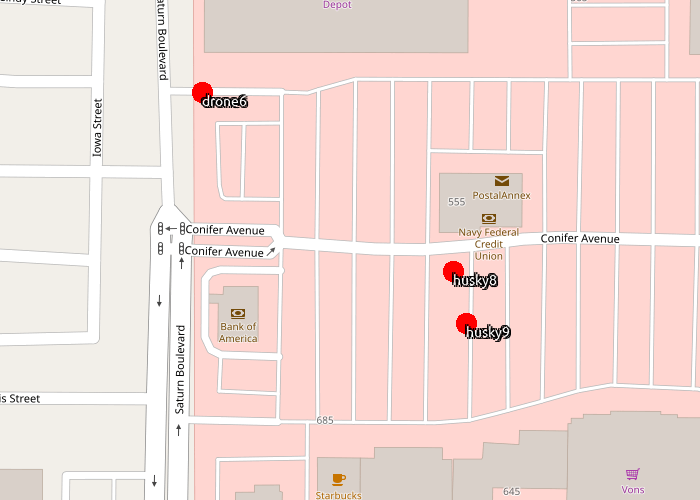 Depot
Saturn Boulevard
drone6
Iowa Street
555
PostalAnnex
Navy Federal
Credit
Union
Conifer Avenue
Conifer Avenue
Conifer Avenue
husky8
husky9
Bank of
America
Saturn Boulevard
is Street
685
645
Vons
Starbucks